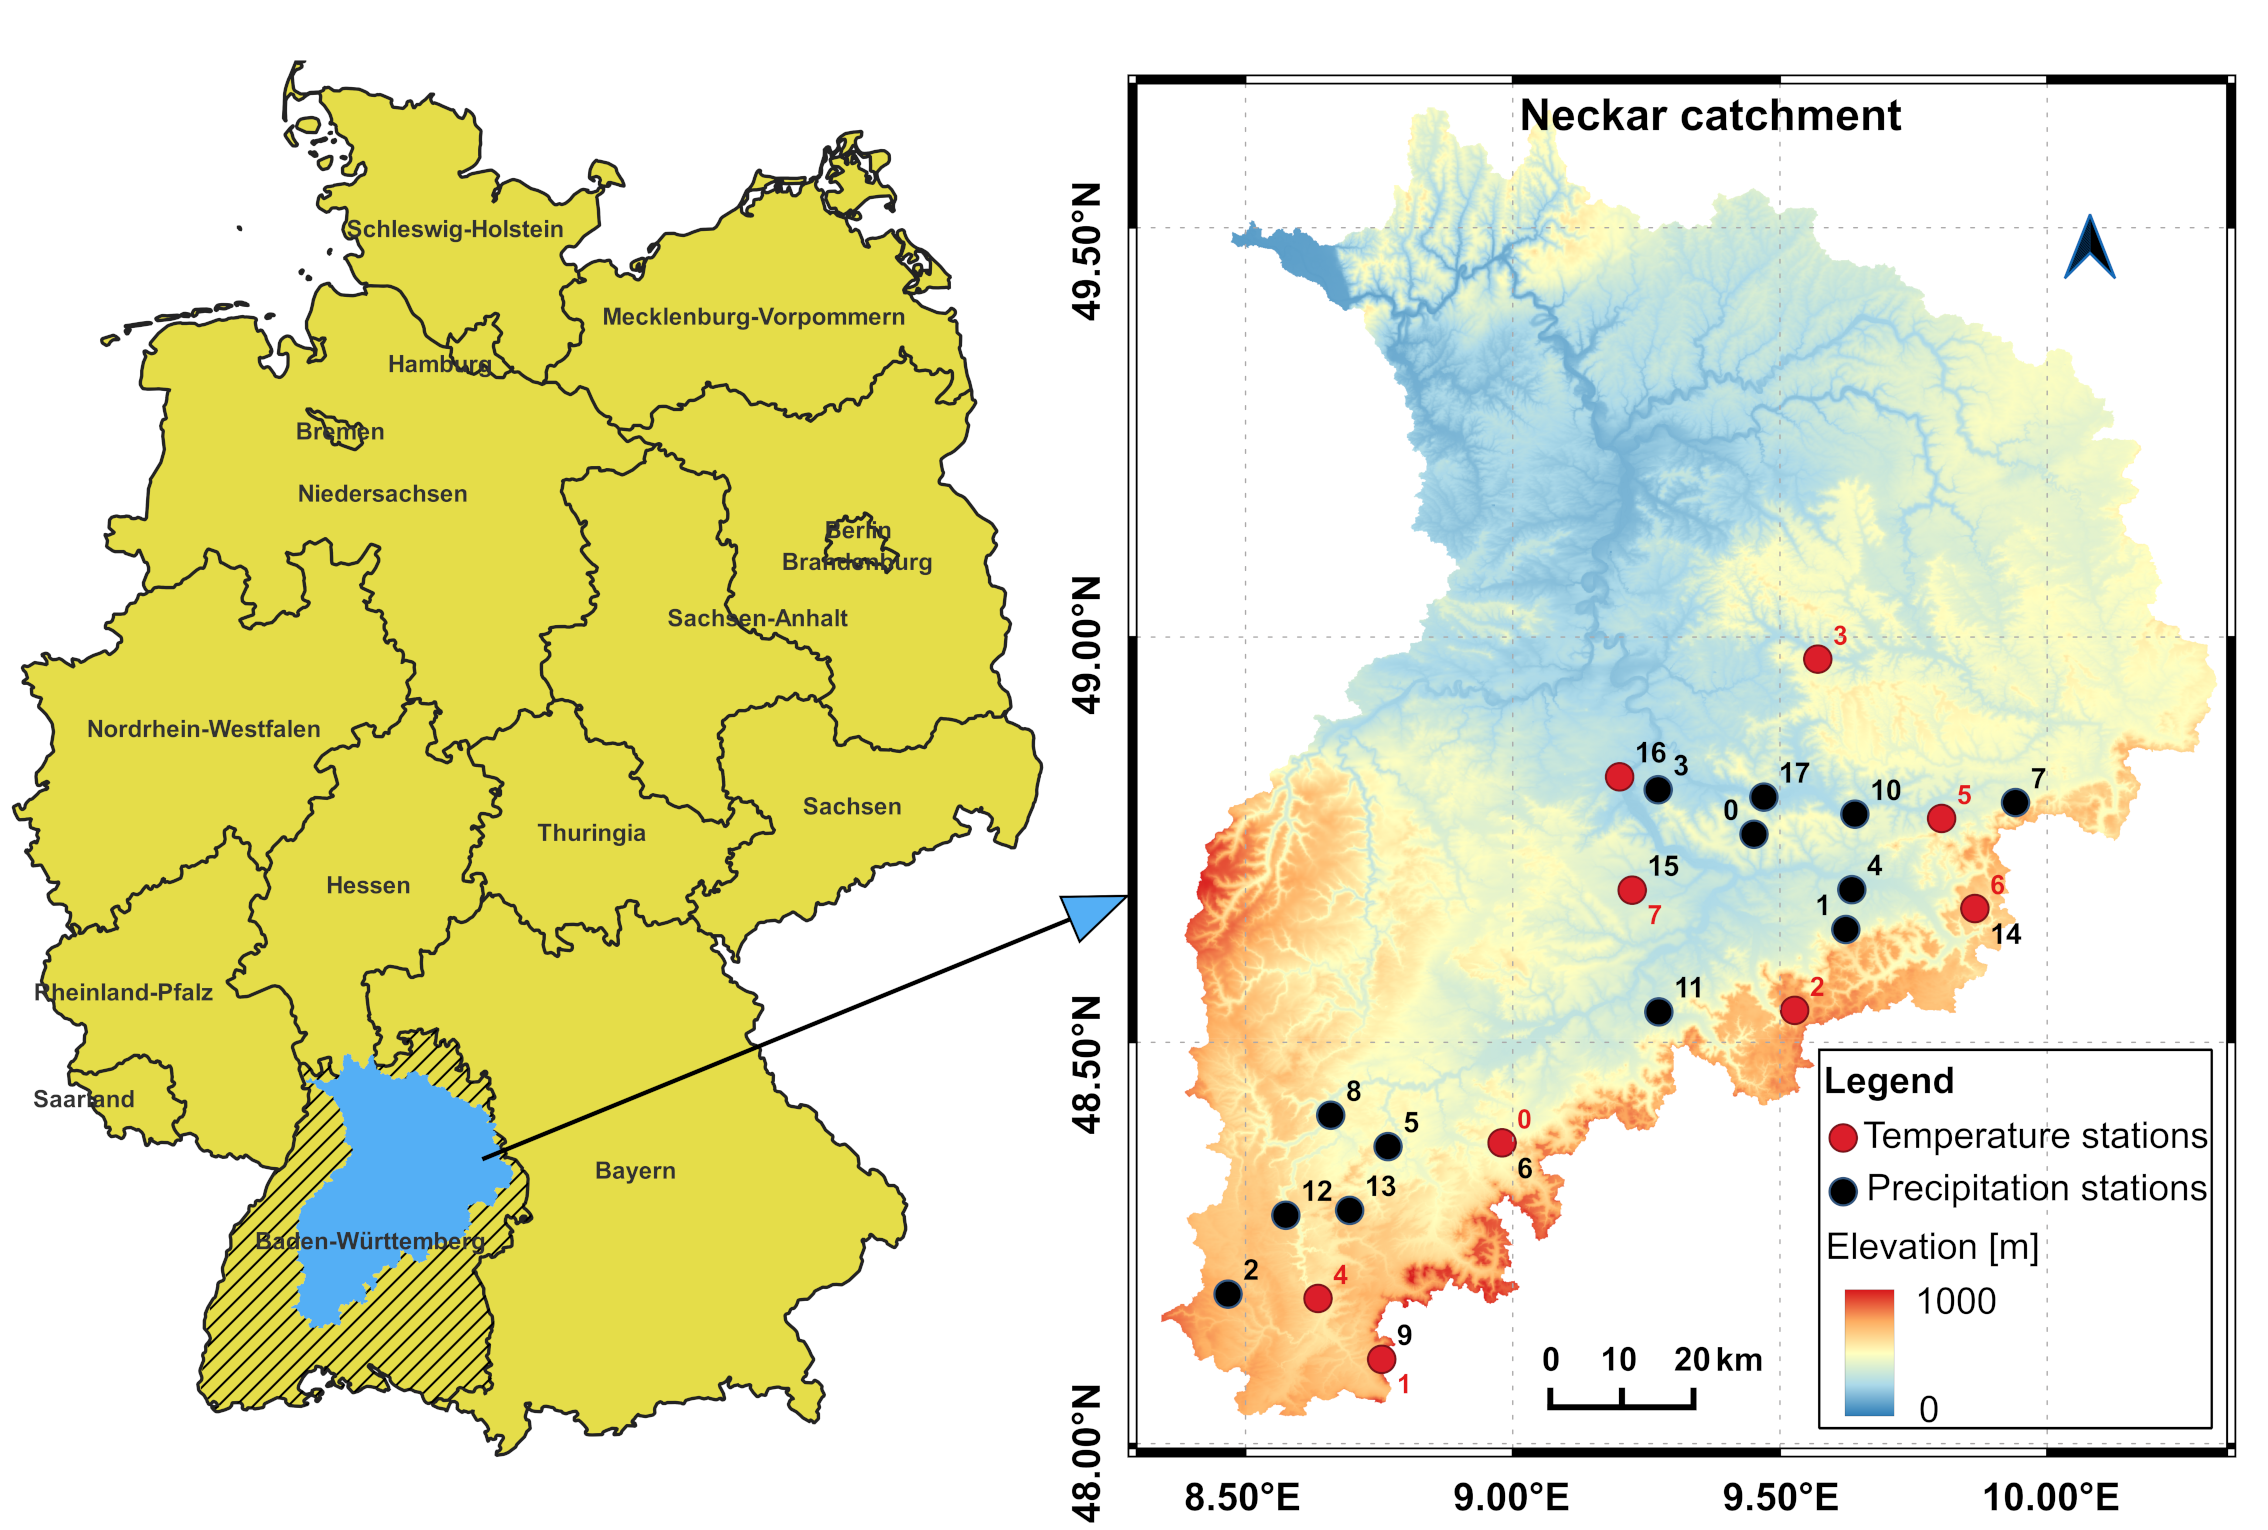 Schleswig-Holstein
Mecklenburg-Vorpommern
Hamburg
Bremen
Niedersachsen
Berlin
Brandenburg
Sachsen-Anhalt
Nordrhein-Westfalen
Sachsen
Thuringia
Hessen
Rheinland-Pfalz
Saarland
Bayern
Baden-Württemberg
Neckar catchment
49.50°N
49.00°N
48.50°N
48.00°N
3
16
3
17
0
10
5
7
15
7
4
1
6
14
2
11
8
5
0
6
12
13
2
4
9
1
0 10 20 km
Legend
Temperature stations
Precipitation stations
Elevation [m]
1000
0
8.50°E 9.00°E 9.50°E 10.00°E